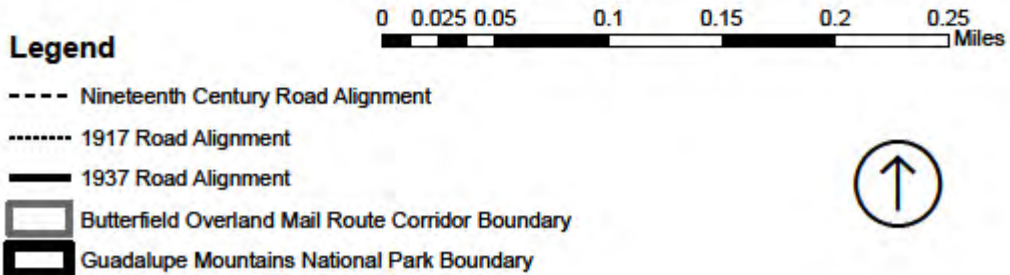 0 0.025 0.05 0.1 0.15 0.2 0.25
Miles
Legend
Nineteenth Century Road Alignment
1917 Road Alignment
1937 Road Alignment
Butterfield Overland Mail Route Corridor Boundary
Guadalupe Mountains National Park Boundary